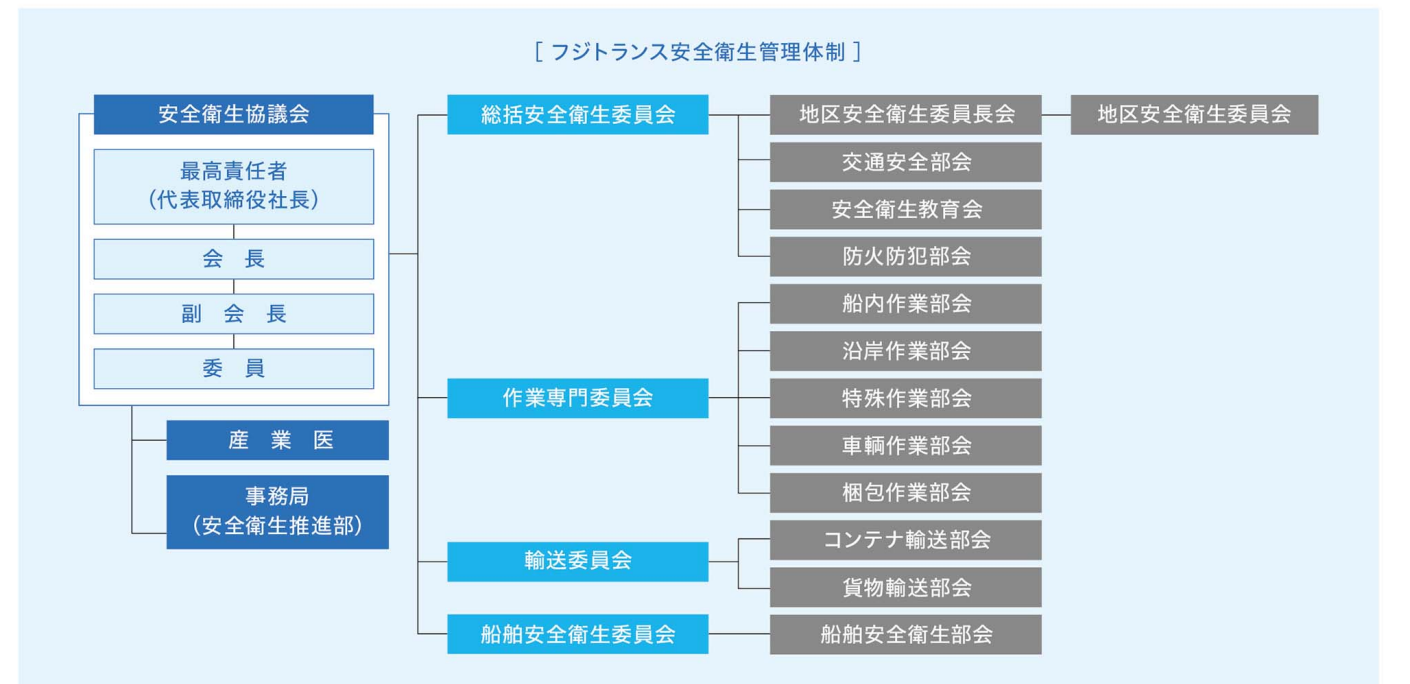 ［ フジトランス安全衛生管理体制 ］
安全衛生協議会
最高責任者
（代表取締役社長）
会　長
副　会　長
委　員
産　業　医
事務局
（安全衛生推進部）
総括安全衛生委員会
地区安全衛生委員長会
地区安全衛生委員会
交通安全部会
安全衛生教育会
防火防犯部会
作業専門委員会
船内作業部会
沿岸作業部会
特殊作業部会
車輌作業部会
梱包作業部会
輸送委員会
コンテナ輸送部会
貨物輸送部会
船舶安全衛生委員会
船舶安全衛生部会